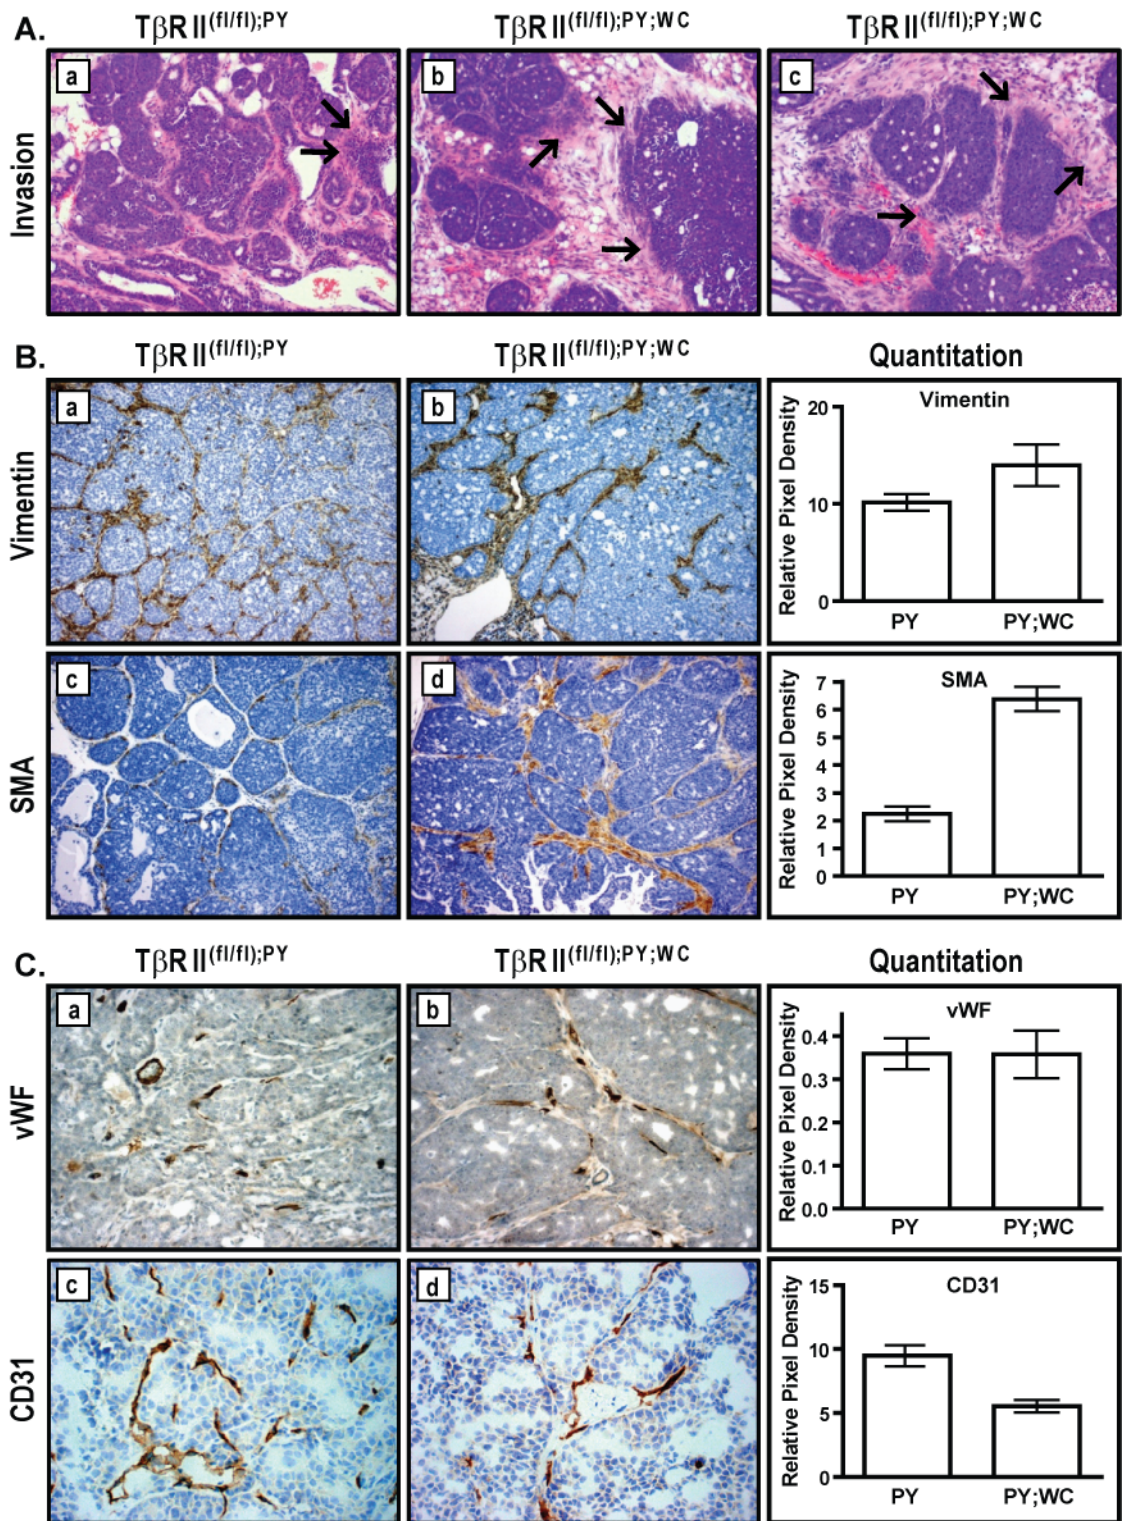 A.
TβRII(fl/fl);PY
TβRII(fl/fl);PY;WC
TβRII(fl/fl);PY;WC
Invasion
a
b
c
B.
TβRII(fl/fl);PY
TβRII(fl/fl);PY;WC
Quantitation
Vimentin
a
b
Vimentin
Relative Pixel Density
20
10
0
PY
PY;WC
SMA
c
d
SMA
Relative Pixel Density
7
6
5
4
3
2
1
0
PY
PY;WC
C.
TβRII(fl/fl);PY
TβRII(fl/fl);PY;WC
Quantitation
vWF
a
b
vWF
Relative Pixel Density
0.4
0.3
0.2
0.1
0.0
PY
PY;WC
CD31
c
d
CD31
Relative Pixel Density
15
10
5
0
PY
PY;WC